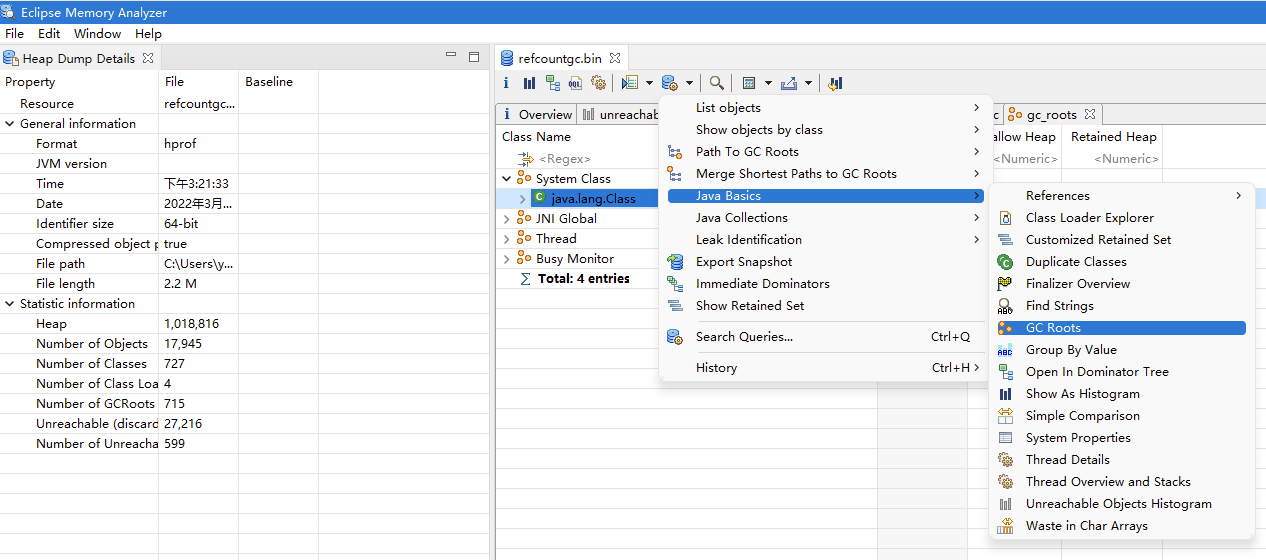 Eclipse Memory Analyzer
File Edit Window Help
Heap Dump Details
Property File Baseline
Resource refcountgc...
General information
Format hprof
JVM version
Time 下午3:21:33
Date 2022年3月...
Identifier size 64-bit
Compressed object p true
File path C:\Users\y...
File length 2.2 M
Statistic information
Heap 1,018,816
Number of Objects 17,945
Number of Classes 727
Number of Class Loa 4
Number of GCRoots 715
Unreachable (discard 27,216
Number of Unreacha 599
refcountgc.bin
i OQL
i Overview unreachab c gc_roots
Class Name allow Heap Retained Heap
<Regex> <Numeric> <Numeric>
System Class
java.lang.Class
JNI Global
Thread
Busy Monitor
Σ Total: 4 entries
List objects
Show objects by class
Path To GC Roots
Merge Shortest Paths to GC Roots
Java Basics
Java Collections
Leak Identification
Export Snapshot
Immediate Dominators
Show Retained Set
Search Queries... Ctrl+Q
History Ctrl+H
References
Class Loader Explorer
Customized Retained Set
Duplicate Classes
Finalizer Overview
Find Strings
GC Roots
Group By Value
Open In Dominator Tree
Show As Histogram
Simple Comparison
System Properties
Thread Details
Thread Overview and Stacks
Unreachable Objects Histogram
Waste in Char Arrays